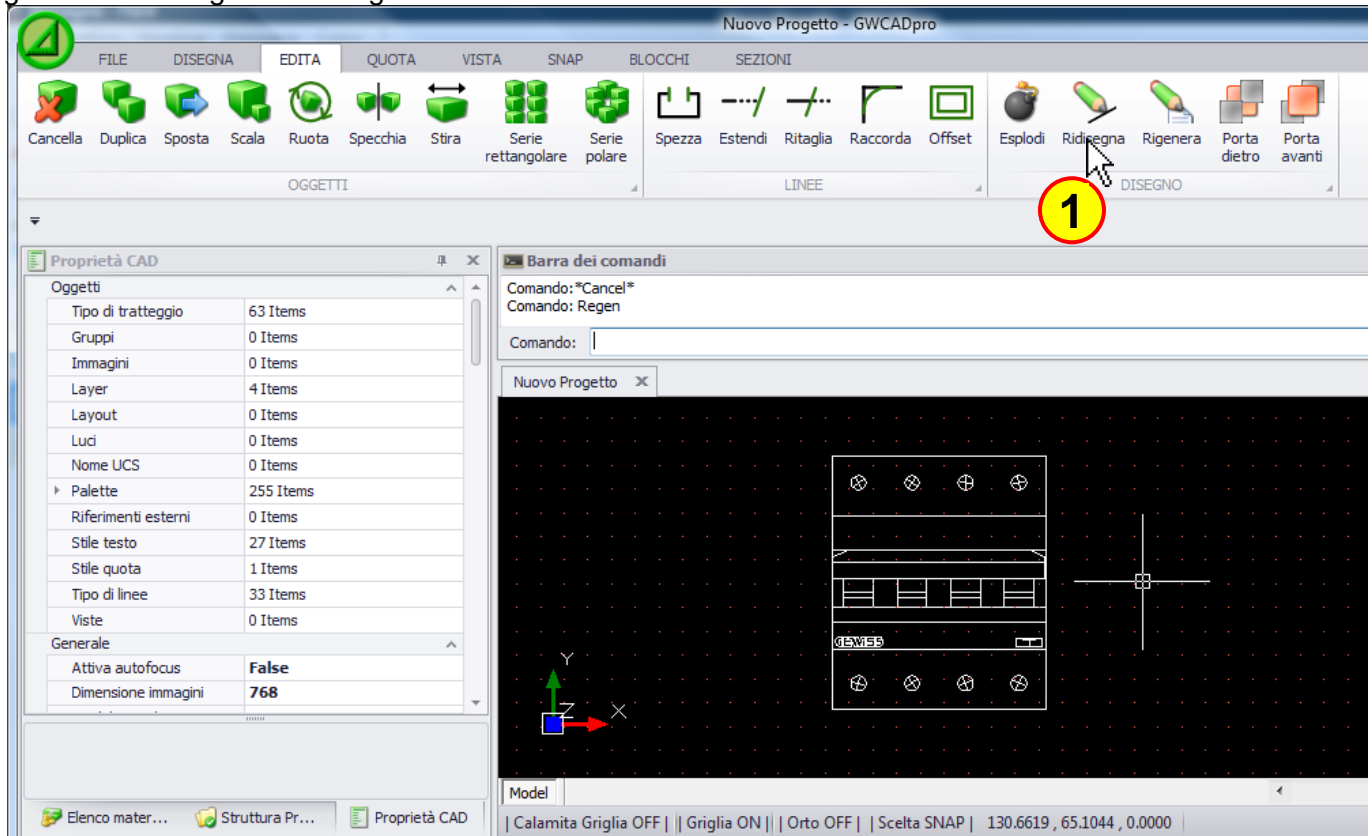 Nuovo Progetto - GWCADpro
FILE DISEGNA EDITA QUOTA VISTA SNAP BLOCCHI SEZIONI
Cancella Duplica Sposta Scala Ruota Specchia Stira Serie rettangolare Serie polare Spezza Estendi Ritaglia Raccorda Offset Esplodi Ridisegna Rigenera Porta dietro Porta avanti
OGGETTI LINEE DISEGNO
1
Proprietà CAD
Oggetti
Tipo di tratteggio 63 Items
Gruppi 0 Items
Immagini 0 Items
Layer 4 Items
Layout 0 Items
Luci 0 Items
Nome UCS 0 Items
Palette 255 Items
Riferimenti esterni 0 Items
Stile testo 27 Items
Stile quota 1 Items
Tipo di linee 33 Items
Viste 0 Items
Generale
Attiva autofocus False
Dimensione immagini 768
Elenco mater... Struttura Pr... Proprietà CAD
Barra dei comandi
Comando:*Cancel*
Comando: Regen
Comando:
Nuovo Progetto
GEWISS
Y
Z X
Model
| Calamita Griglia OFF | | Griglia ON | | Orto OFF | | Scelta SNAP | 130.6619 , 65.1044 , 0.0000